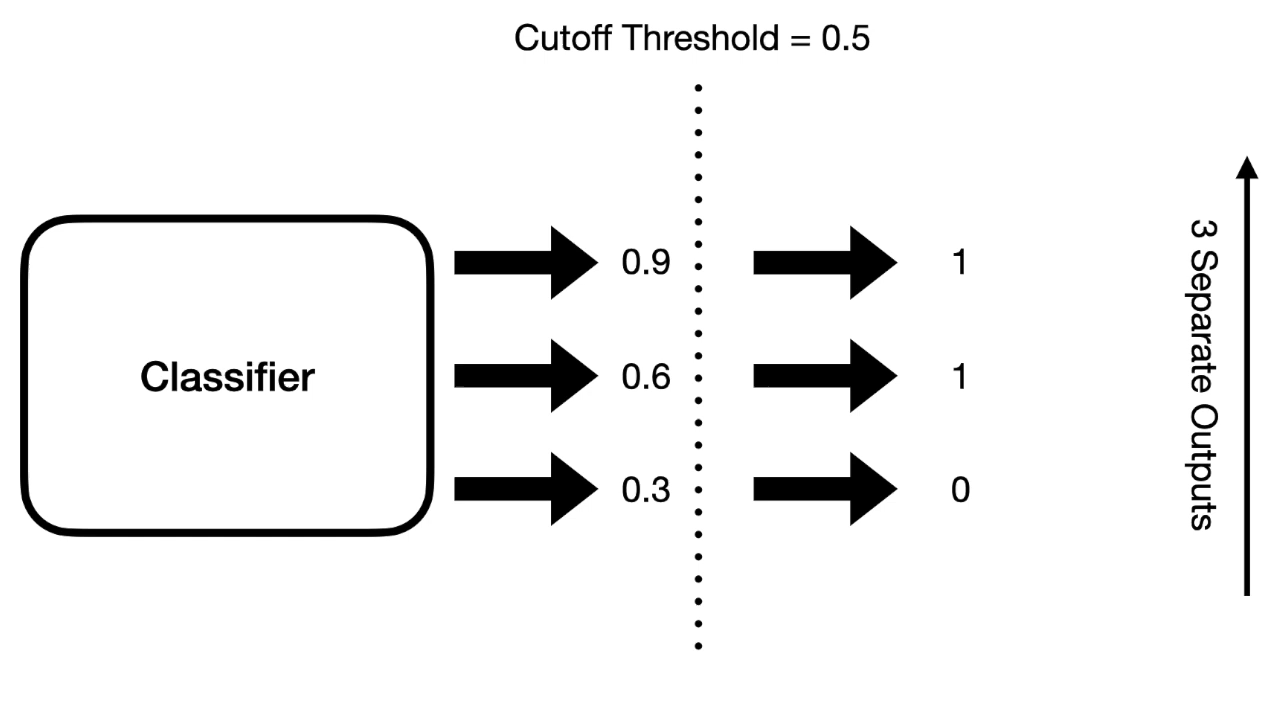 Cutoff Threshold = 0.5
Classifier
0.9
1
0.6
1
0.3
0
3 Separate Outputs